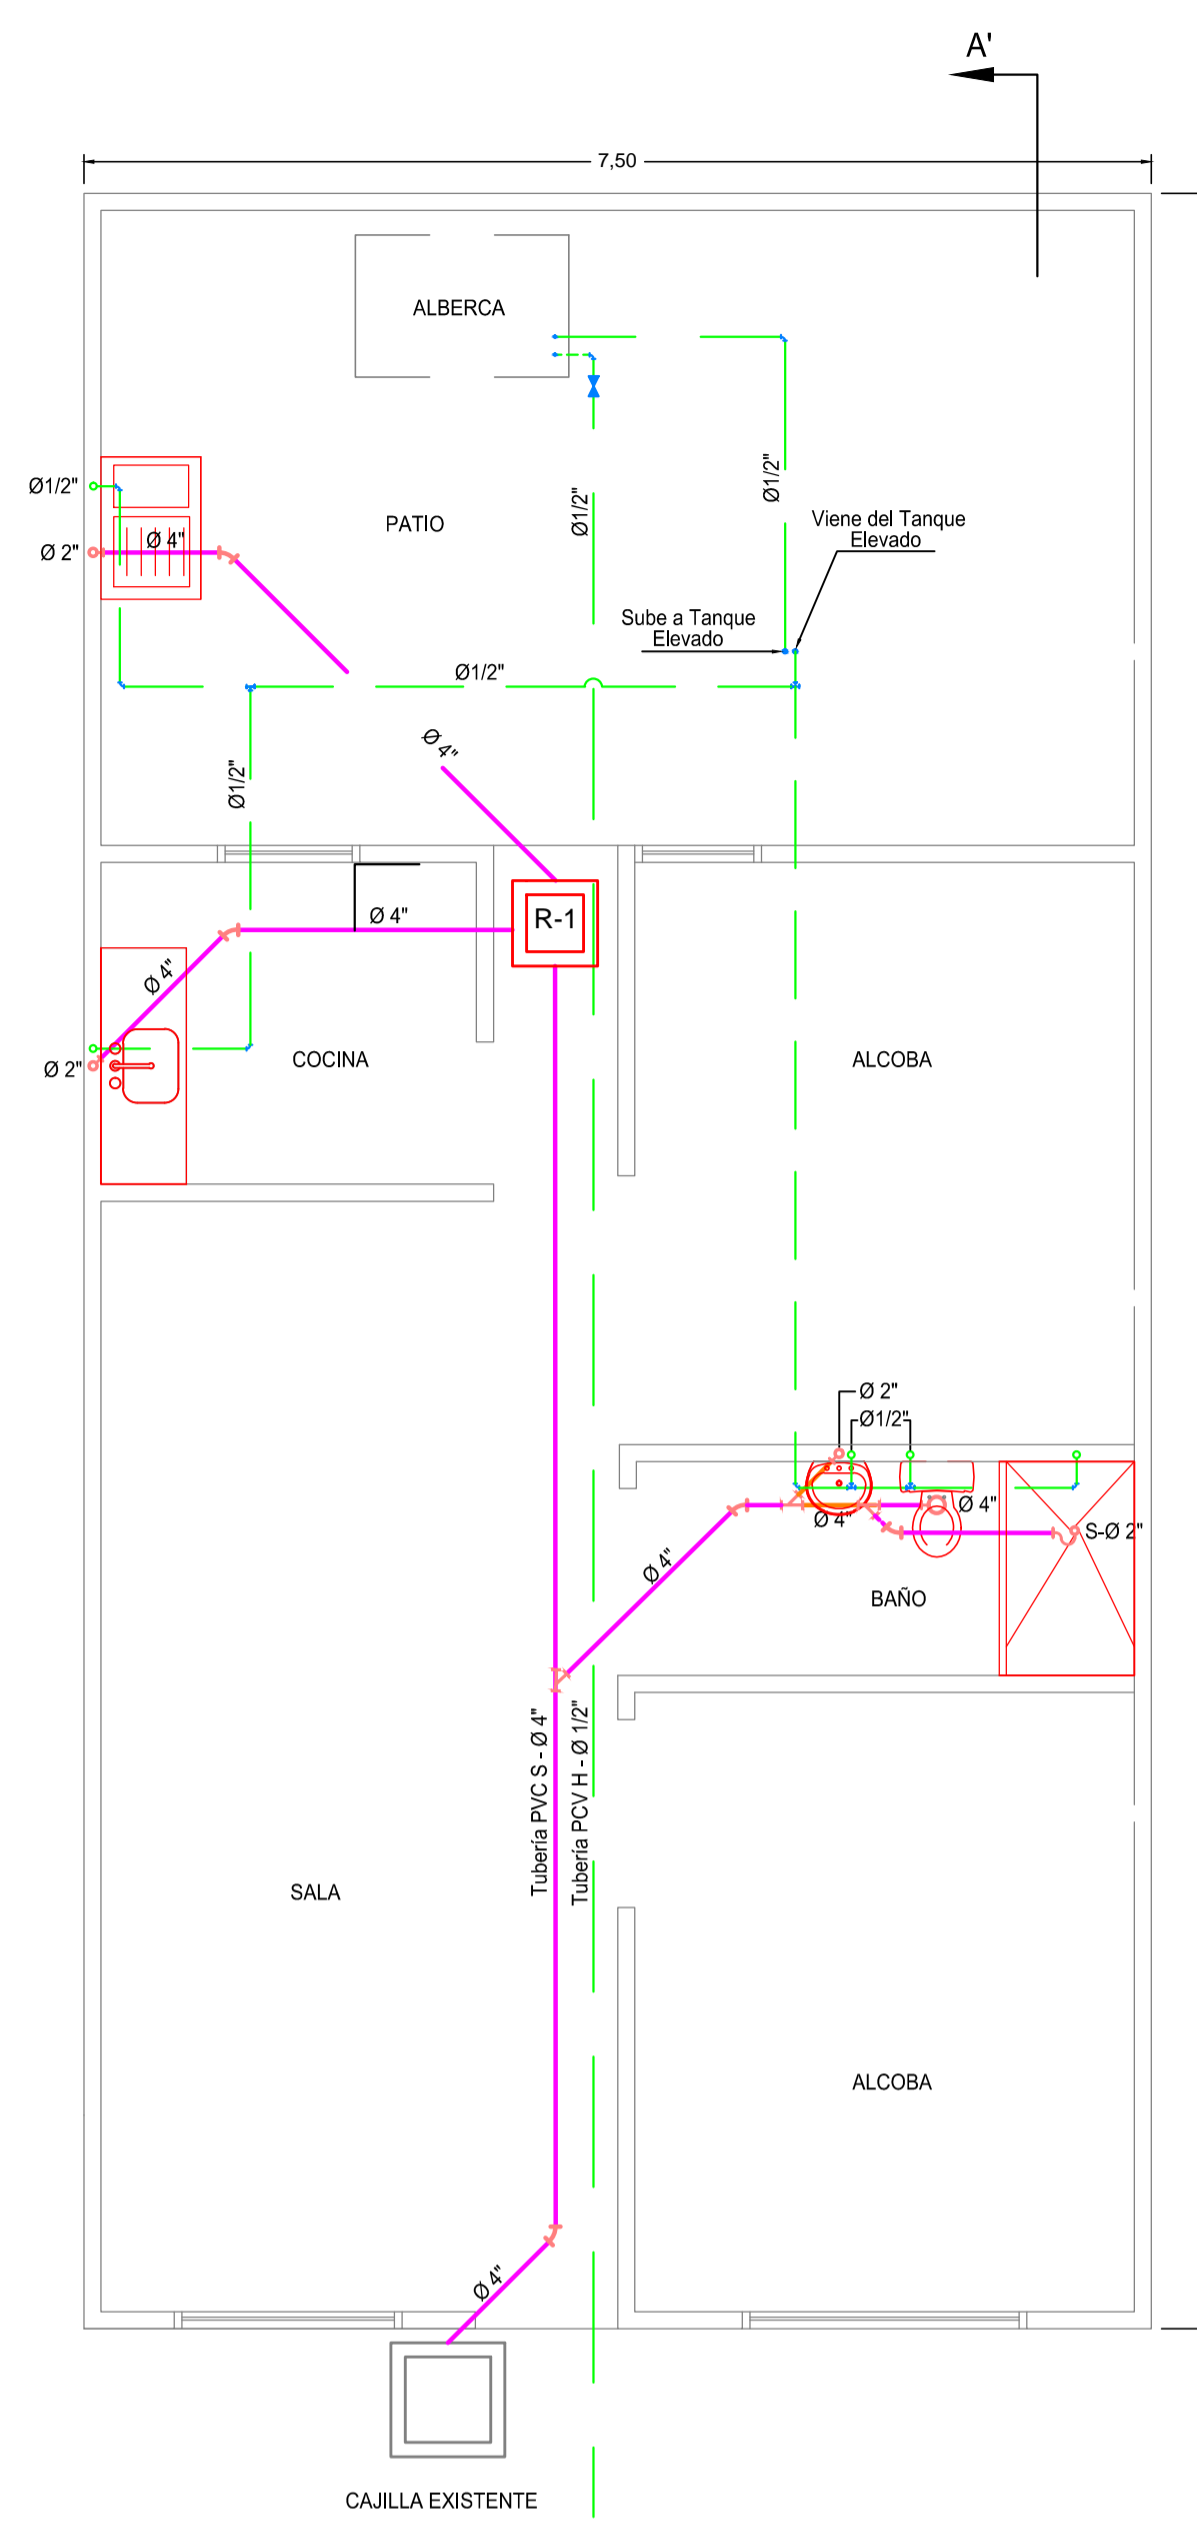 A'
7,50
ALBERCA
Ø1/2"
Ø1/2"
Ø1/2"
PATIO
Viene del Tanque
Elevado
Ø 2"
Ø 4"
Sube a Tanque
Elevado
Ø1/2"
Ø 4"
Ø1/2"
Ø 4"
R-1
Ø 4"
Ø 2"
COCINA
ALCOBA
Ø 2"
Ø1/2"
Ø 4"
Ø 4"
S-Ø 2"
Ø 4"
BAÑO
Tubería PVC S - Ø 4"
Tubería PCV H - Ø 1/2"
SALA
ALCOBA
Ø 4"
CAJILLA EXISTENTE